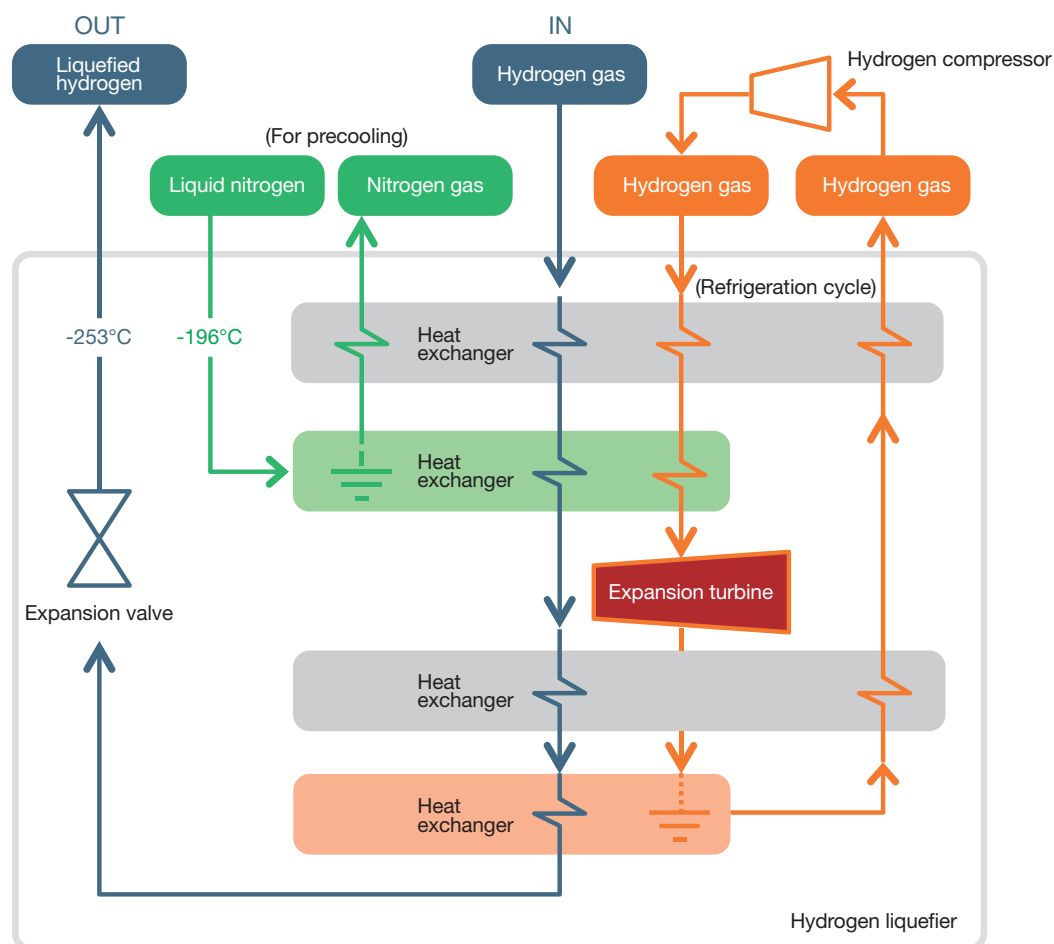 OUT
IN
Liquefied
hydrogen
Hydrogen gas
Hydrogen compressor
(For precooling)
Liquid nitrogen
Nitrogen gas
Hydrogen gas
Hydrogen gas
(Refrigeration cycle)
-253°C
-196°C
Heat
exchanger
Heat
exchanger
Expansion turbine
Expansion valve
Heat
exchanger
Heat
exchanger
Hydrogen liquefier